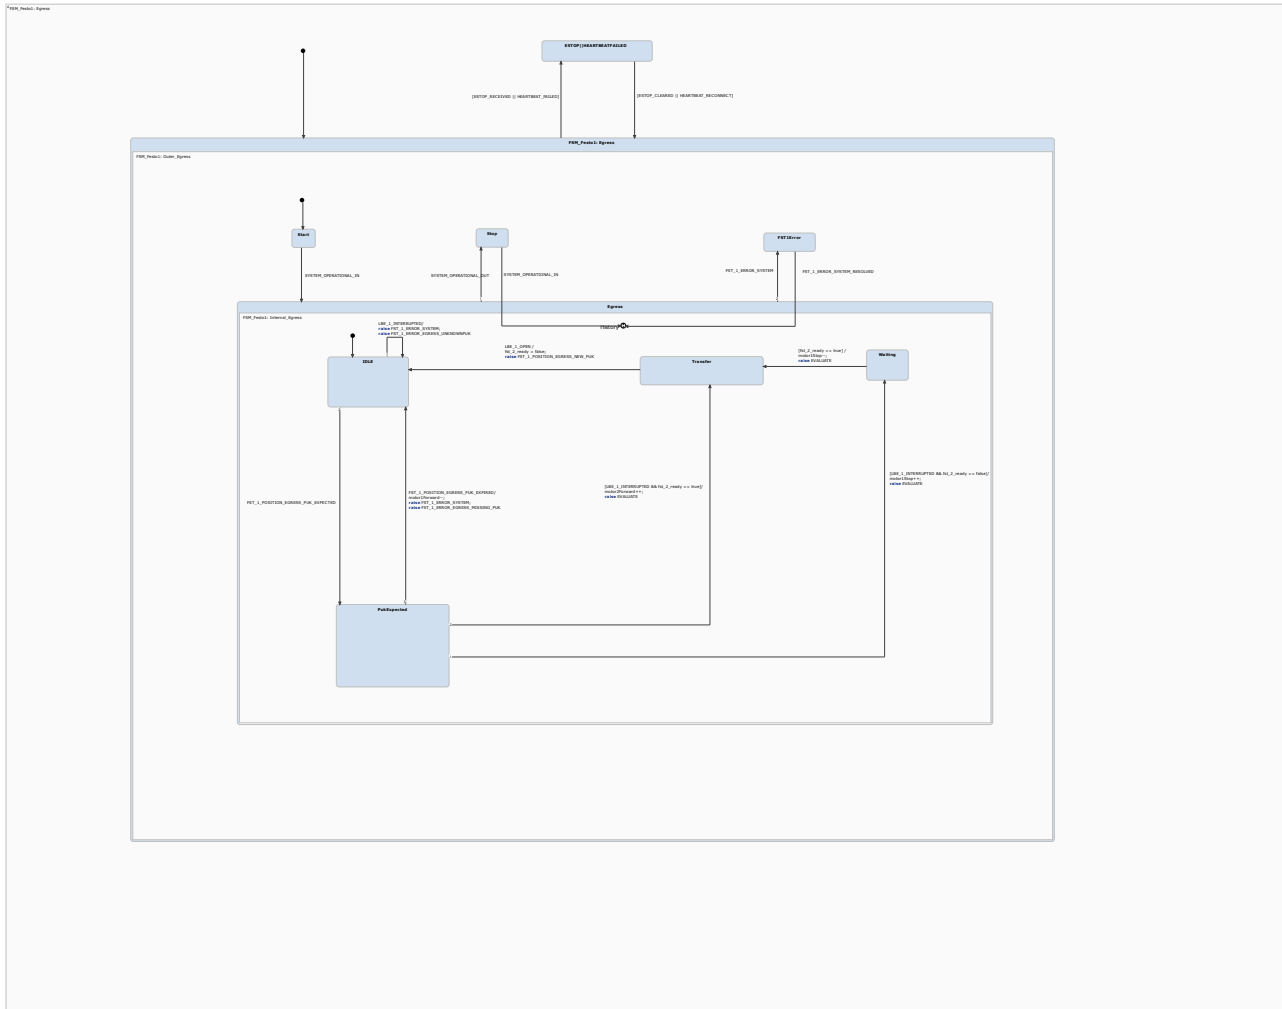 FSM_Festo1: Egress
ESTOP||HEARTBEATFAILED
[ESTOP_RECEIVED || HEARTBEAT_FAILED]
[ESTOP_CLEARED || HEARTBEAT_RECONNECT]
FSM_Festo1: Egress
FSM_Festo1: Outer_Egress
Start
Stop
FST1Error
SYSTEM_OPERATIONAL_IN
SYSTEM_OPERATIONAL_OUT
SYSTEM_OPERATIONAL_IN
FST_1_ERROR_SYSTEM
FST_1_ERROR_SYSTEM_RESOLVED
Egress
FSM_Festo1: Internal_Egress
history
LBE_1_INTERRUPTED/
raise FST_1_ERROR_SYSTEM;
raise FST_1_ERROR_EGRESS_UNKNOWNPUK
IDLE
LBE_1_OPEN /
fst_2_ready = false;
raise FST_1_POSITION_EGRESS_NEW_PUK
Transfer
[fst_2_ready == true] /
motor1Stop--;
raise EVALUATE
Waiting
FST_1_POSITION_EGRESS_PUK_EXPECTED
FST_1_POSITION_EGRESS_PUK_EXPIRED/
motor1Forward--;
raise FST_1_ERROR_SYSTEM;
raise FST_1_ERROR_EGRESS_MISSING_PUK
[LBE_1_INTERRUPTED && fst_2_ready == true]/
motor2Forward++;
raise EVALUATE
[LBE_1_INTERRUPTED && fst_2_ready == false]/
motor1Stop++;
raise EVALUATE
PukExpected